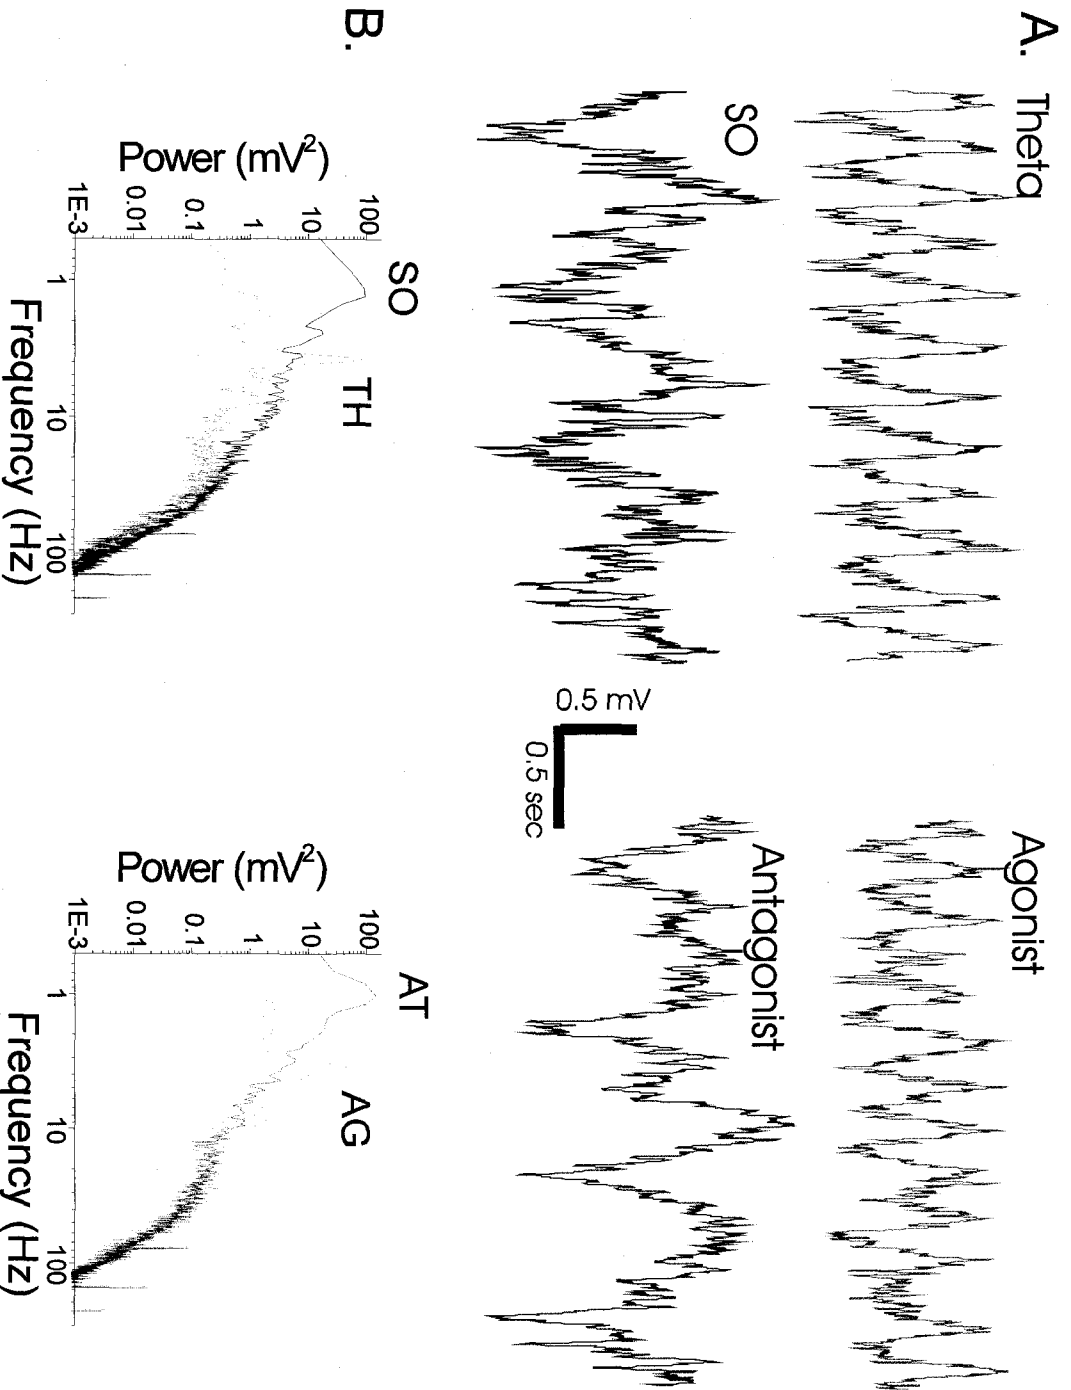 A. Theta
SO
Agonist
Antagonist
0.5 mV
0.5 sec
B.
SO
TH
Power (mV²)
100
10
1
0.1
0.01
1E-3
1
10
100
Frequency (Hz)
AT
AG
Power (mV²)
100
10
1
0.1
0.01
1E-3
1
10
100
Frequency (Hz)